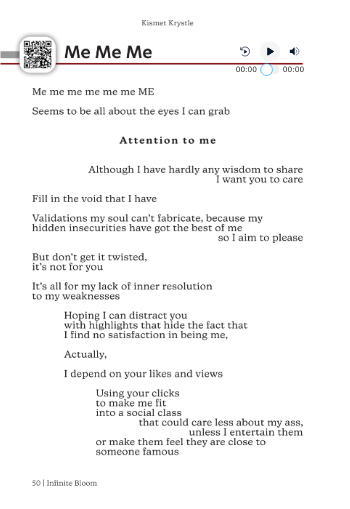 Kismet Krystle
Me Me Me
00:00 00:00
Me me me me me me ME
Seems to be all about the eyes I can grab
Attention to me
Although I have hardly any wisdom to share
I want you to care
Fill in the void that I have
Validations my soul can't fabricate, because my
hidden insecurities have got the best of me
so I aim to please
But don't get it twisted,
it's not for you
It's all for my lack of inner resolution
to my weaknesses
Hoping I can distract you
with highlights that hide the fact that
I find no satisfaction in being me,
Actually,
I depend on your likes and views
Using your clicks
to make me fit
into a social class
that could care less about my ass,
unless I entertain them
or make them feel they are close to
someone famous
50 | Infinite Bloom